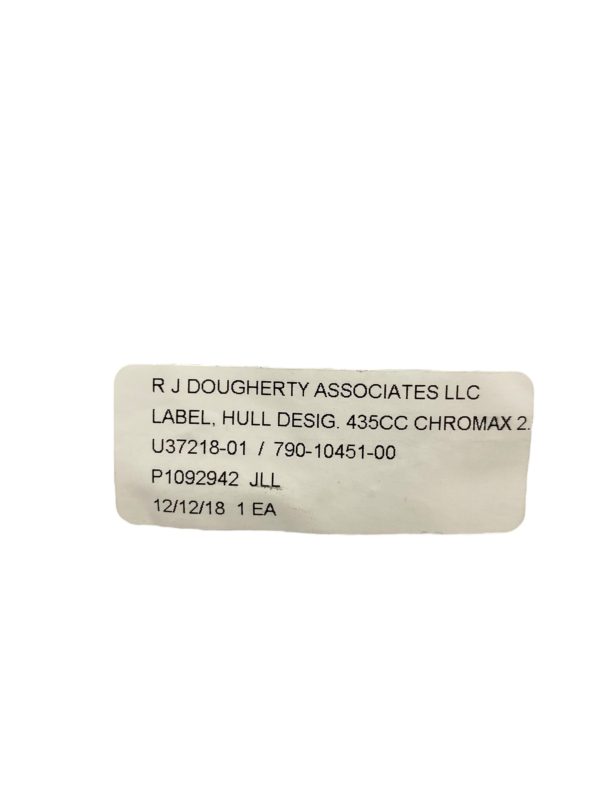 R J DOUGHERTY ASSOCIATES LLC
LABEL, HULL DESIG. 435CC CHROMAX 2.
U37218-01 / 790-10451-00
P1092942 JLL
12/12/18 1 EA